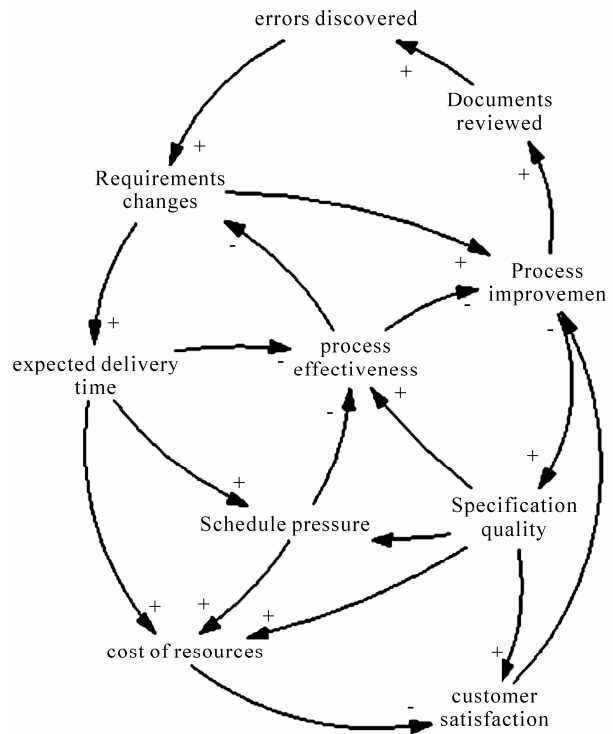 errors discovered
+
Documents
reviewed
+
+
Requirements
changes
-
+
Process
improvemen
-
-
+
expected delivery
time
-
process
effectiveness
-
+
+
+
Specification
quality
Schedule pressure
+
+
+
+
cost of resources
-
customer
satisfaction